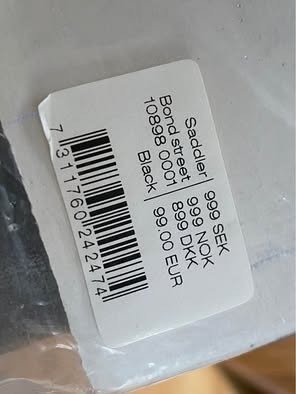 Saddler | 999 SEK
Bond street | 999 NOK
10898 0001 | 899 DKK
Black | 99.00 EUR
7 311760 242474